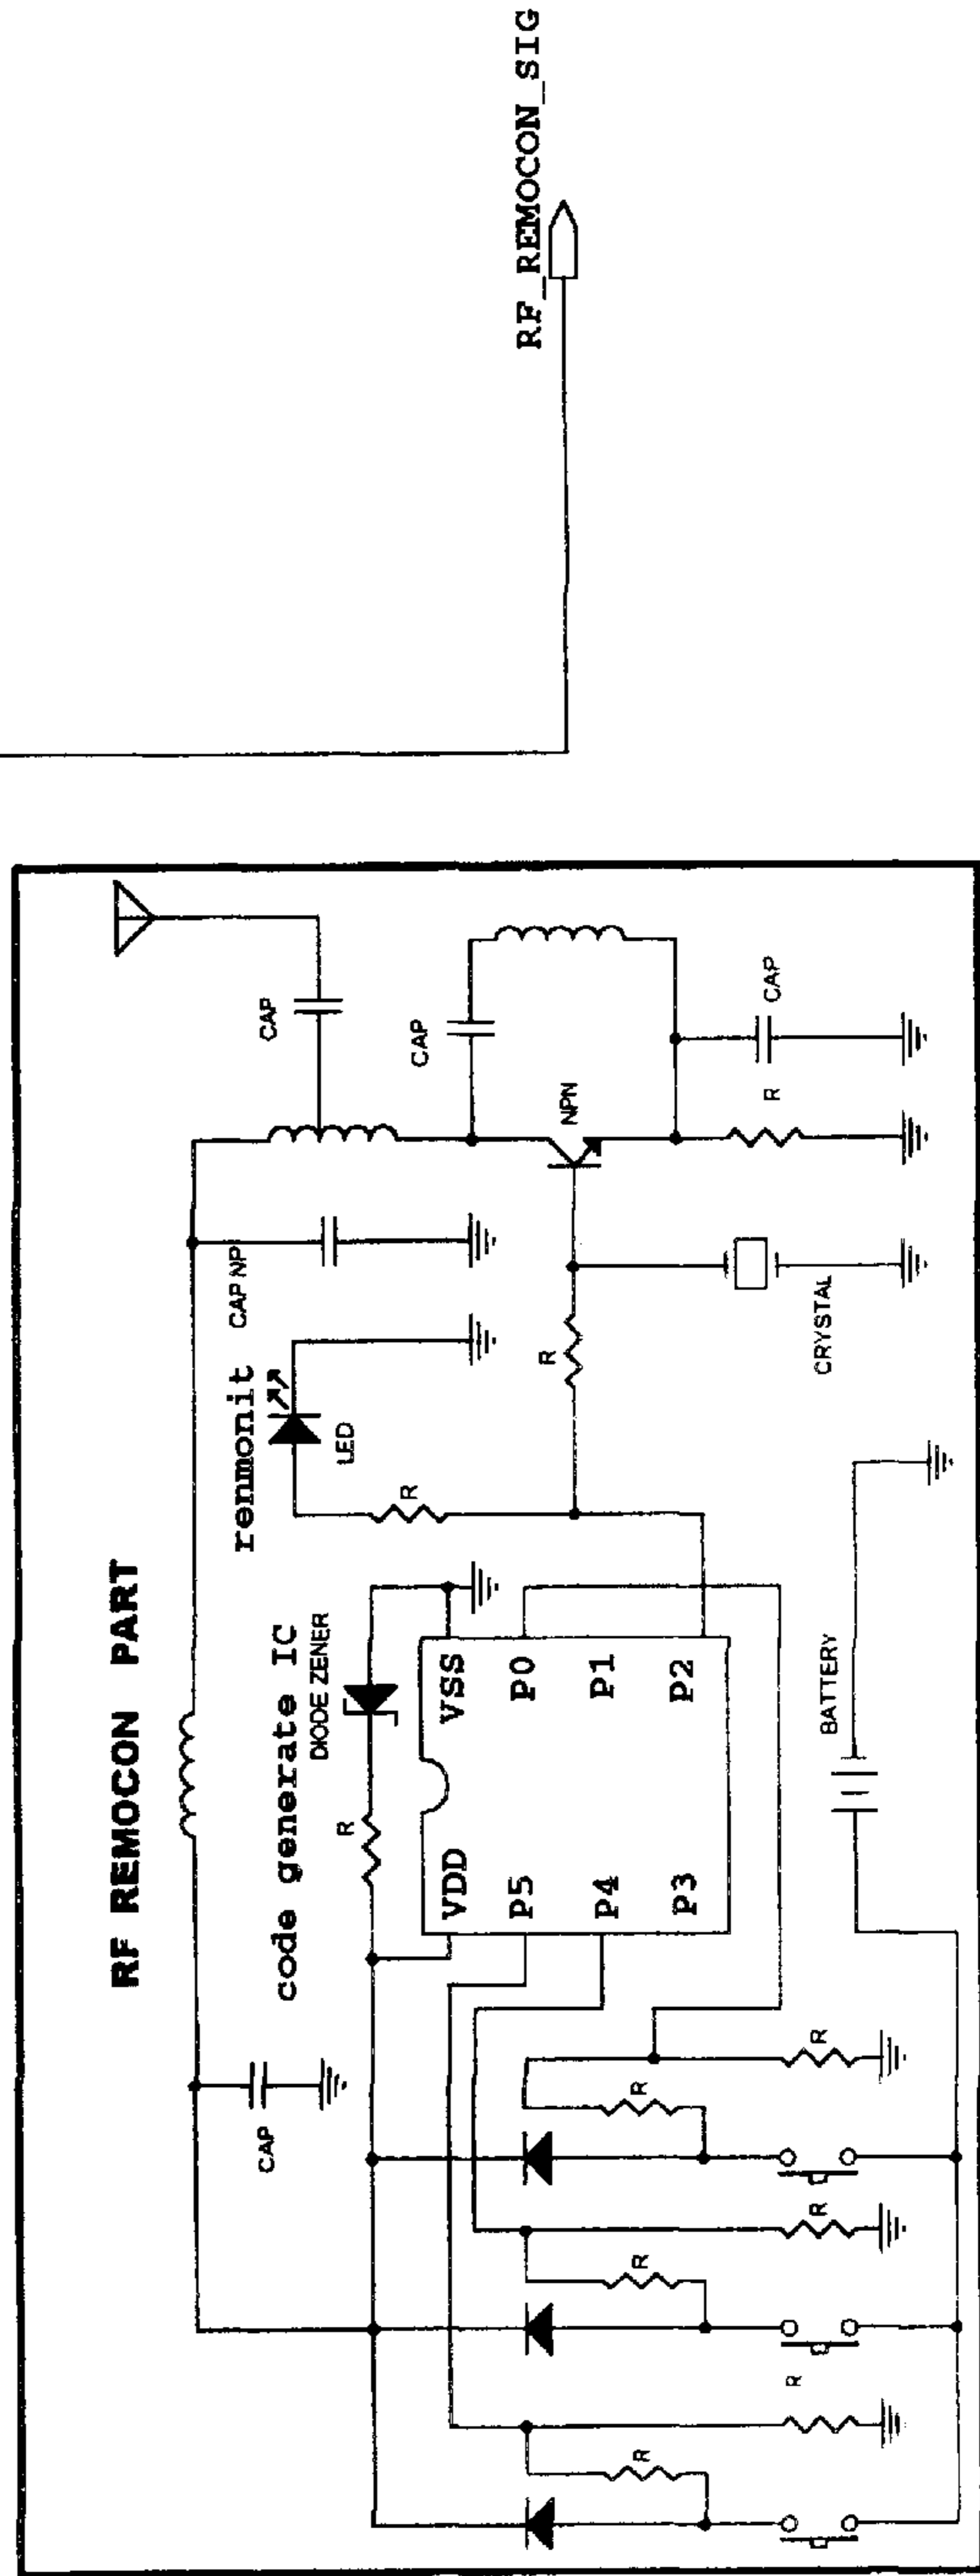 RF_REMOCON_SIG
RF REMOCON PART
renmonit
code generate IC
CAP
CAP
CAP NP
CAP
NPN
R
LED
R
R
CRYSTAL
DIODE ZENER
R
VDD
VSS
P5
P0
P4
P1
P3
P2
CAP
BATTERY
R
R
R
R
R
R